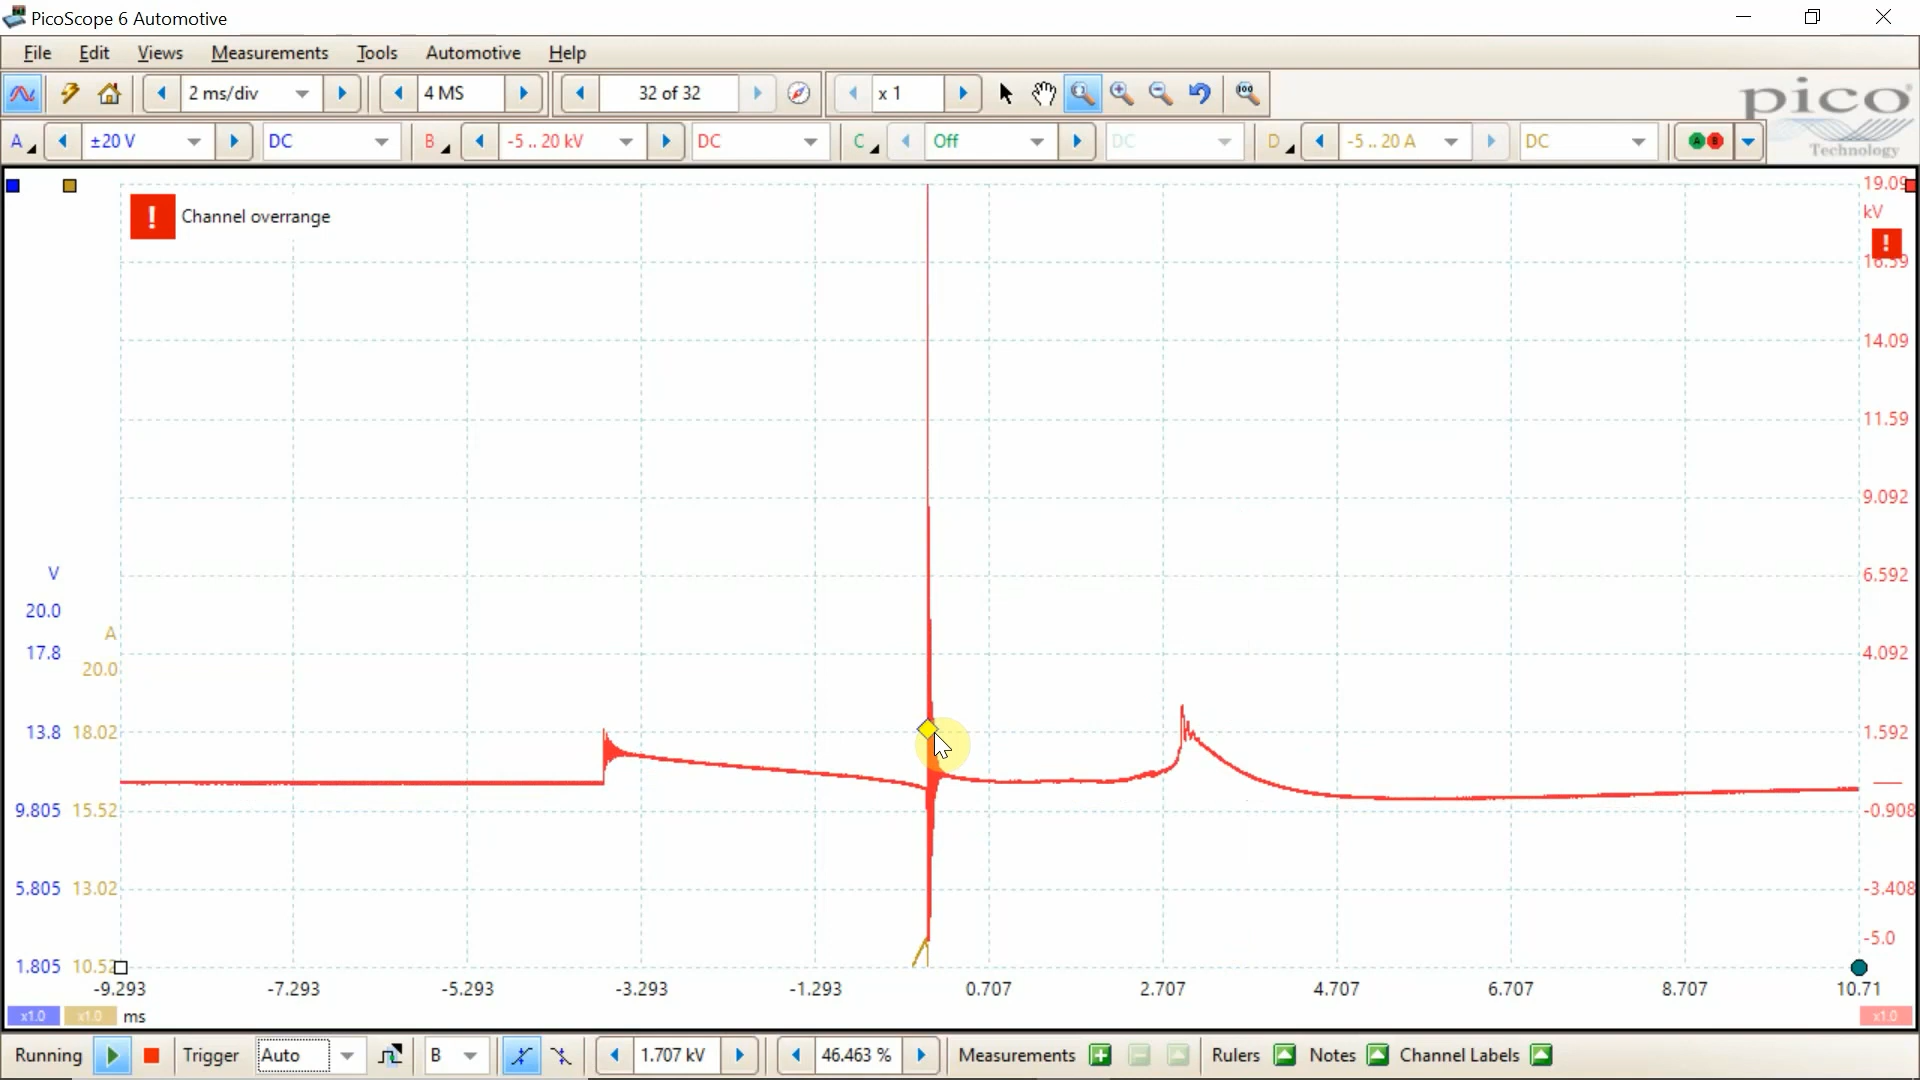 PicoScope 6 Automotive
File Edit Views Measurements Tools Automotive Help
2 ms/div 4 MS 32 of 32 x 1 100
pico
Technology
A ±20 V DC B -5 .. 20 kV DC C Off DC D -5 .. 20 A DC A B
! Channel overrange
19.09
kV
!
16.59
14.09
11.59
9.092
V 6.592
20.0
A
17.8 4.092
20.0
13.8 18.02 1.592
9.805 15.52 -0.908
5.805 13.02 -3.408
-5.0
1.805 10.52
-9.293 -7.293 -5.293 -3.293 -1.293 0.707 2.707 4.707 6.707 8.707 10.71
x1.0 x1.0 ms x1.0
Running Trigger Auto B 1.707 kV 46.463 % Measurements Rulers Notes Channel Labels